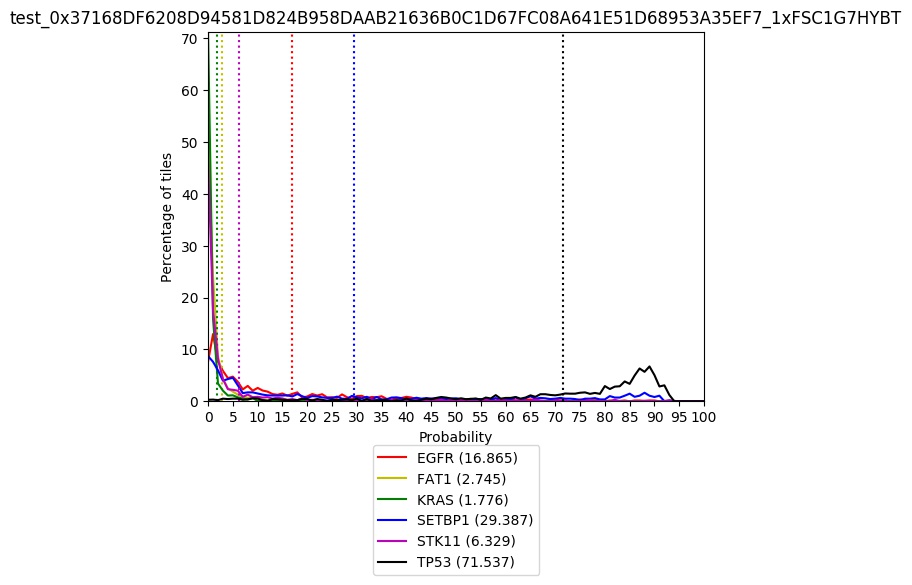 test_0x37168DF6208D94581D824B958DAAB21636B0C1D67FC08A641E51D68953A35EF7_1xFSC1G7HYBT
70
60
50
40
30
20
10
0
Percentage of tiles
0 5 10 15 20 25 30 35 40 45 50 55 60 65 70 75 80 85 90 95 100
Probability
EGFR (16.865)
FAT1 (2.745)
KRAS (1.776)
SETBP1 (29.387)
STK11 (6.329)
TP53 (71.537)